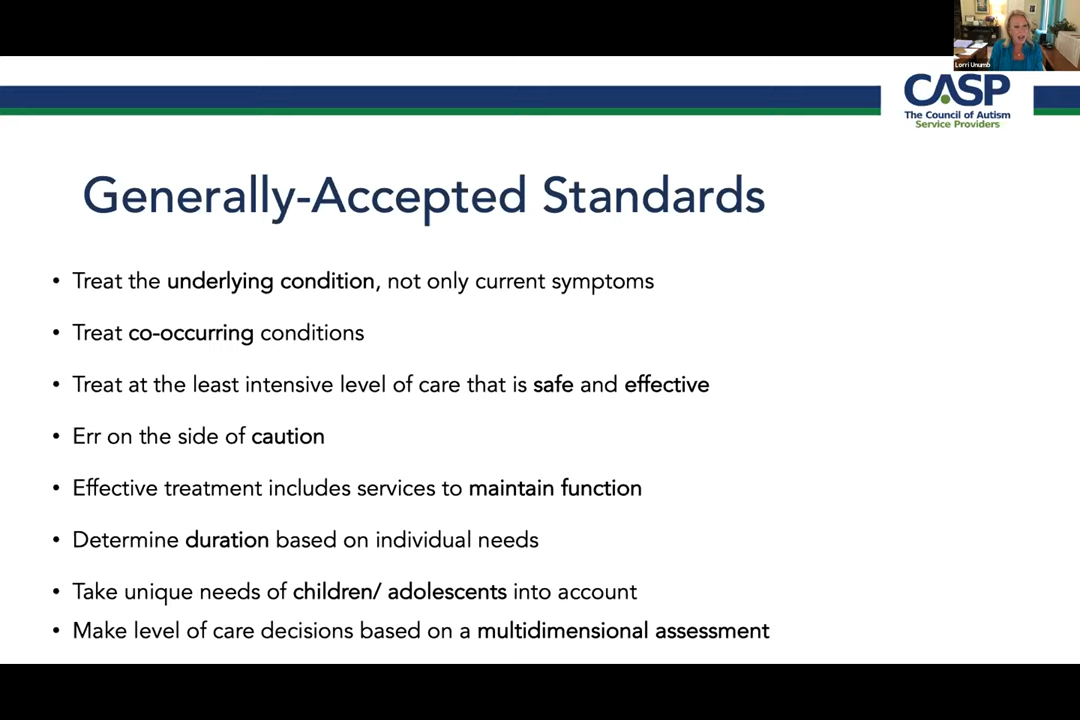 Lorri Unumb
CASP
The Council of Autism
Service Providers
Generally-Accepted Standards
• Treat the underlying condition, not only current symptoms
• Treat co-occurring conditions
• Treat at the least intensive level of care that is safe and effective
• Err on the side of caution
• Effective treatment includes services to maintain function
• Determine duration based on individual needs
• Take unique needs of children/ adolescents into account
• Make level of care decisions based on a multidimensional assessment